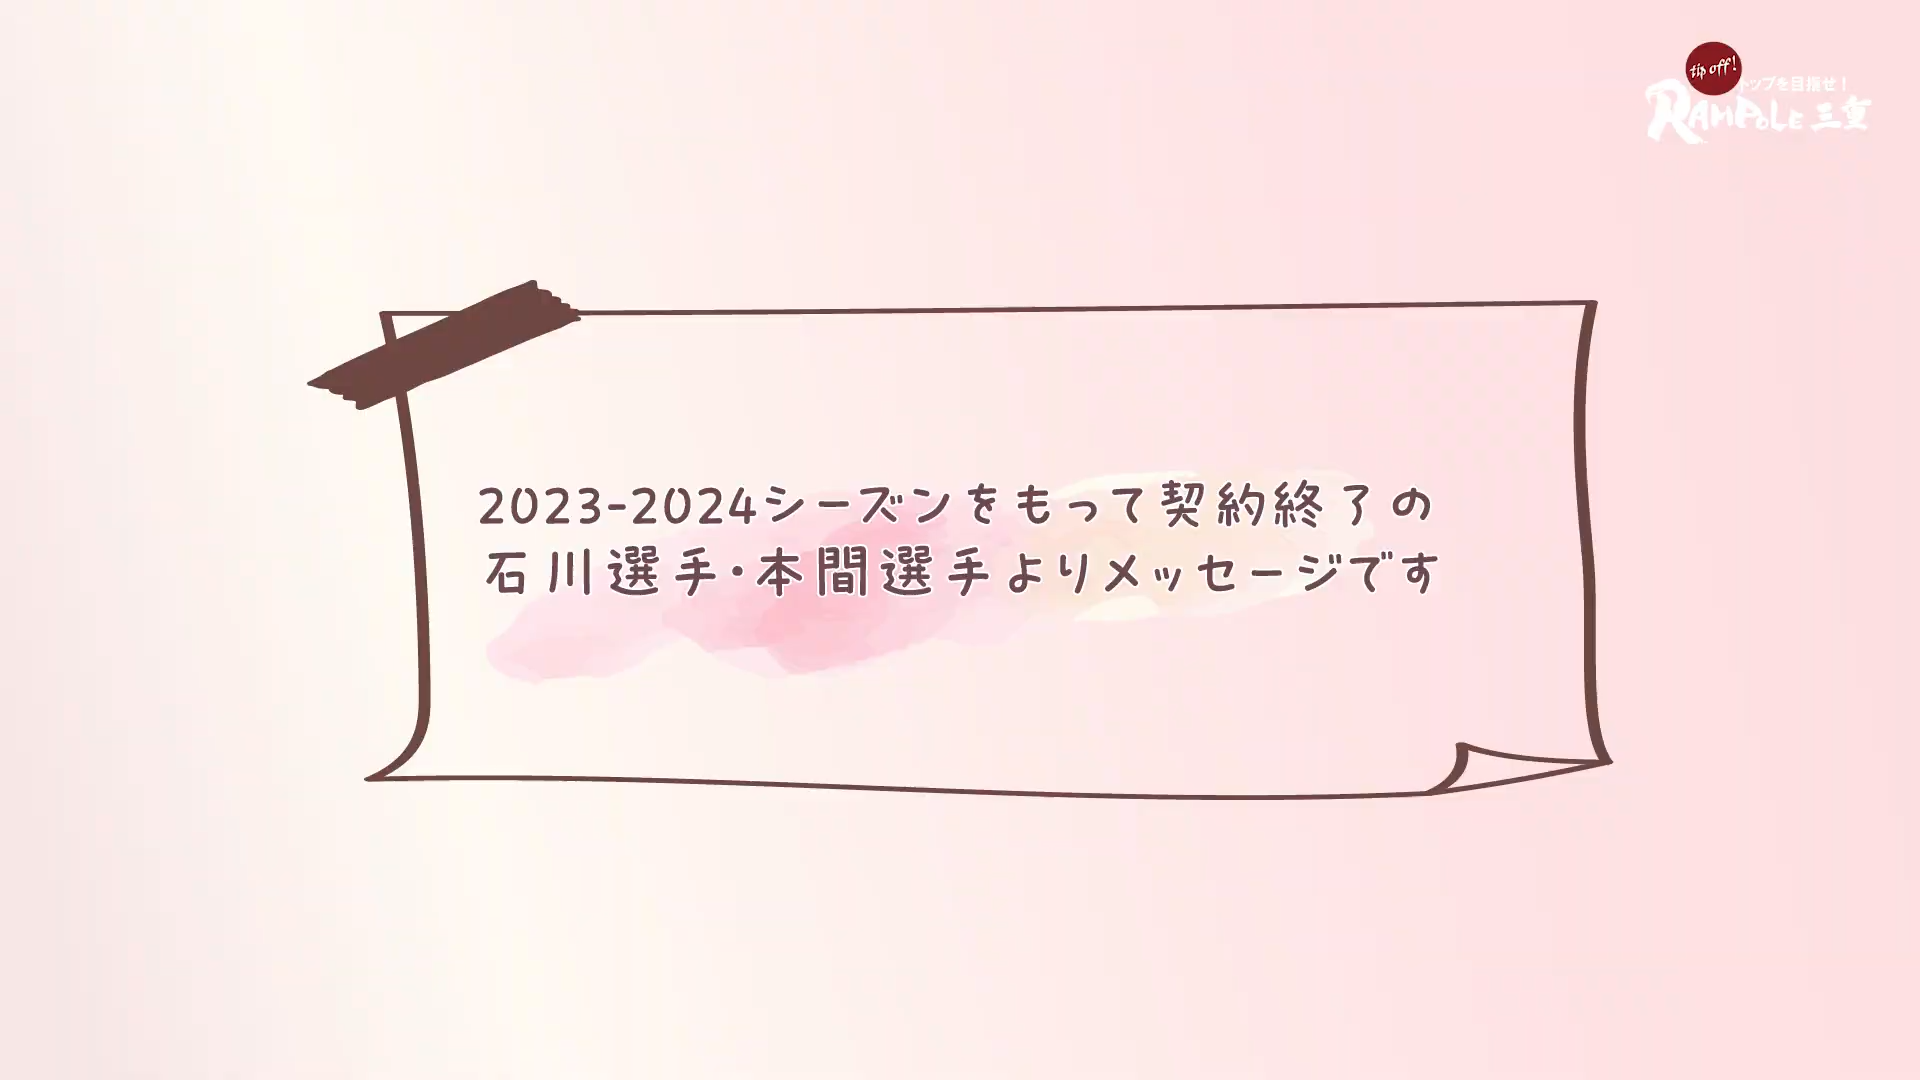 tip off!
トップを目指せ!
RAMPOLE 三重
2023-2024シーズンをもって契約終了の
石川選手・本間選手よりメッセージです